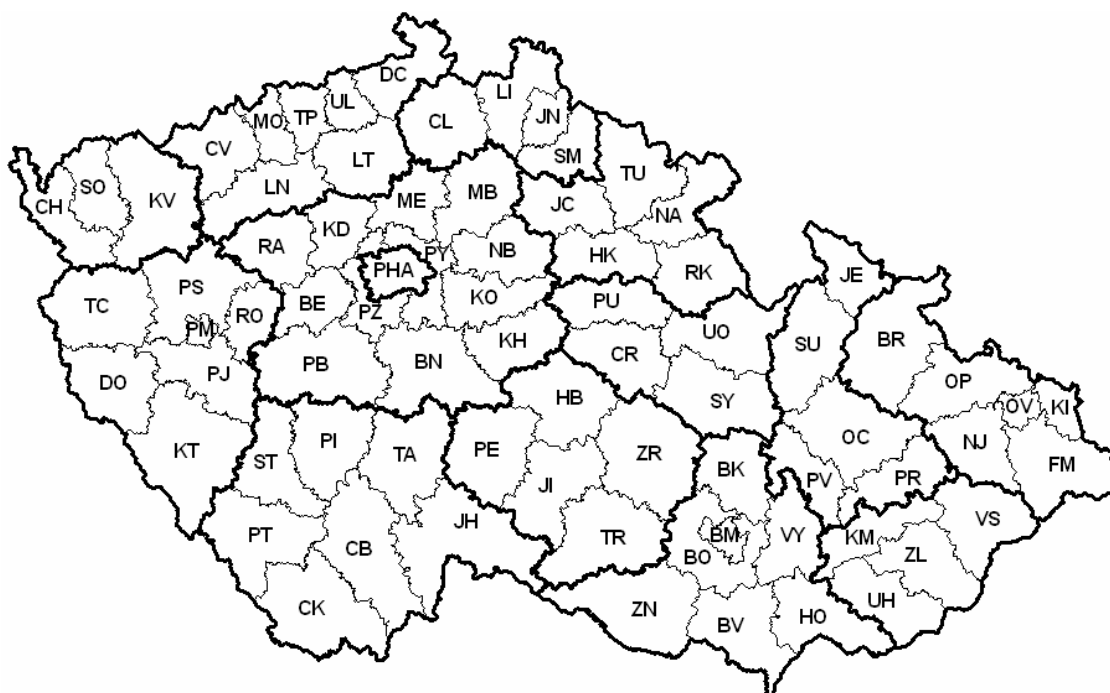 DC
LI
UL
TP
MO
CL
JN
CV
LT
SM
TU
SO
LN
KV
CH
ME
MB
JC
NA
KD
RA
PY
NB
HK
PHA
RK
PS
TC
BE
KO
JE
PZ
PU
RO
PM
UO
BR
CR
KH
SU
PB
BN
PJ
DO
OP
HB
SY
OV
KI
PI
OC
KT
ST
TA
PE
ZR
NJ
FM
BK
PV
PR
JI
JH
VS
PT
CB
TR
BM
VY
KM
BO
ZL
CK
ZN
UH
HO
BV